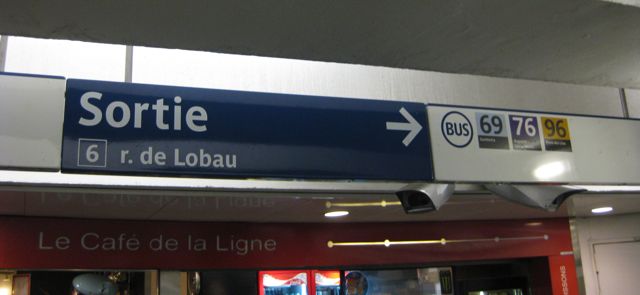 Sortie
6 r. de Lobau
BUS 69 76 96
Le Café de la Ligne